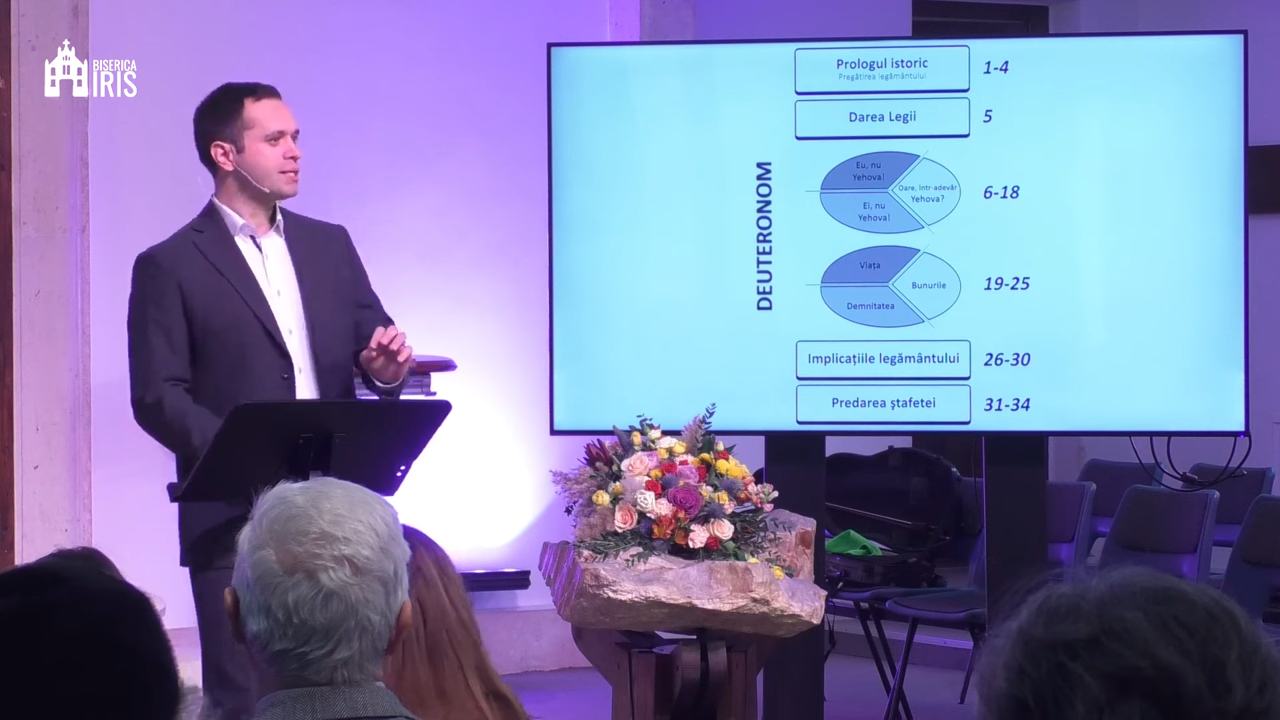 BISERICA
IRIS
DEUTERONOM
Prologul istoric
Pregătirea legământului
1-4
Darea Legii
5
Eu, nu
Yehova!
Oare, într-adevăr
Yehova?
Ei, nu
Yehova!
6-18
Viața
Bunurile
Demnitatea
19-25
Implicațiile legământului
26-30
Predarea ștafetei
31-34